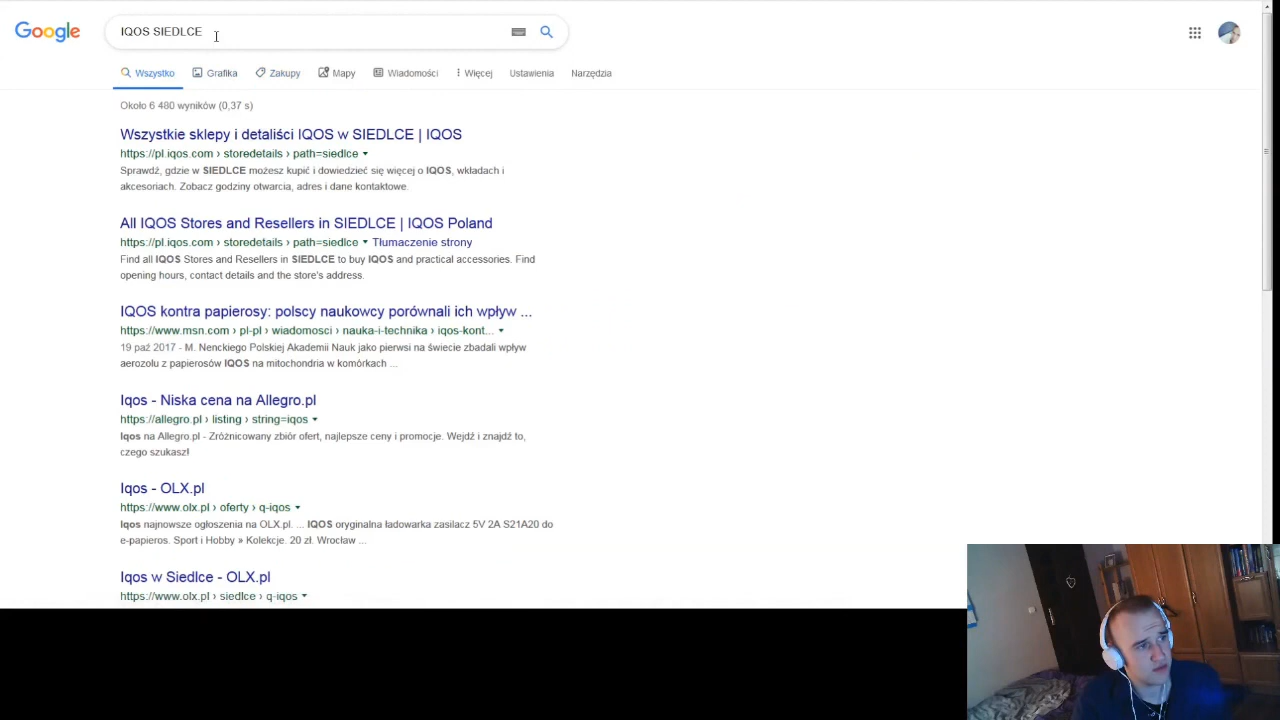 Google
IQOS SIEDLCE
Wszystko Grafika Zakupy Mapy Wiadomości Więcej Ustawienia Narzędzia
Około 6 480 wyników (0,37 s)
Wszystkie sklepy i detaliści IQOS w SIEDLCE | IQOS
https://pl.iqos.com › storedetails › path=siedlce
Sprawdź, gdzie w SIEDLCE możesz kupić i dowiedzieć się więcej o IQOS, wkładach i
akcesoriach. Zobacz godziny otwarcia, adres i dane kontaktowe.
All IQOS Stores and Resellers in SIEDLCE | IQOS Poland
https://pl.iqos.com › storedetails › path=siedlce Tłumaczenie strony
Find all IQOS Stores and Resellers in SIEDLCE to buy IQOS and practical accessories. Find
opening hours, contact details and the store's address.
IQOS kontra papierosy: polscy naukowcy porównali ich wpływ ...
https://www.msn.com › pl-pl › wiadomosci › nauka-i-technika › iqos-kont...
19 paź 2017 - M. Nenckiego Polskiej Akademii Nauk jako pierwsi na świecie zbadali wpływ
aerozolu z papierosów IQOS na mitochondria w komórkach ...
Iqos - Niska cena na Allegro.pl
https://allegro.pl › listing › string=iqos
Iqos na Allegro.pl - Zróżnicowany zbiór ofert, najlepsze ceny i promocje. Wejdź i znajdź to,
czego szukasz!
Iqos - OLX.pl
https://www.olx.pl › oferty › q-iqos
Iqos najnowsze ogłoszenia na OLX.pl. ... IQOS oryginalna ładowarka zasilacz 5V 2A S21A20 do
e-papieros. Sport i Hobby » Kolekcje. 20 zł. Wrocław ...
Iqos w Siedlce - OLX.pl
https://www.olx.pl › siedlce › q-iqos